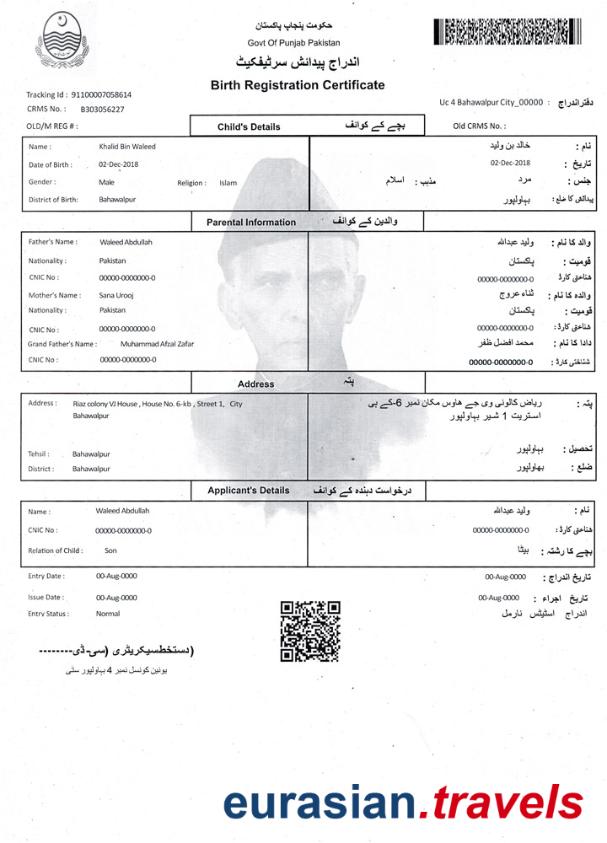 حکومت پنجاب پاکستان
Govt Of Punjab Pakistan
اندراج پیدائش سرٹیفکیٹ
Birth Registration Certificate
Tracking Id : 91100007058614
CRMS No. : B303056227
Uc 4 Bahawalpur City_00000 : دفتراندراج
OLD/M REG # :
Child's Details بچے کے کوائف
Old CRMS No. :
Name : Khalid Bin Waleed خالد بن ولید نام :
Date of Birth : 02-Dec-2018 02-Dec-2018 تاریخ :
Gender : Male Religion : Islam مذہب : اسلام مرد جنس :
District of Birth: Bahawalpur بہاولپور پیدائش کا ضلع :
Parental Information والدین کے کوائف
Father's Name : Waleed Abdullah ولید عبداللہ والد کا نام :
Nationality : Pakistan پاکستان قومیت :
CNIC No : 00000-0000000-0 00000-0000000-0 شناختی کارڈ :
Mother's Name : Sana Urooj ثناء عروج والدہ کا نام :
Nationality : Pakistan پاکستان قومیت :
CNIC No : 00000-0000000-0 00000-0000000-0 شناختی کارڈ :
Grand Father's Name : Muhammad Afzal Zafar محمد افضل ظفر دادا کا نام :
CNIC No : 00000-0000000-0 00000-0000000-0 شناختی کارڈ :
Address پتہ
Address : Riaz colony VJ House , House No. 6-kb , Street 1, City ریاض کالونی وی جے ھاوس مکان نمبر 6-کے بی پتہ :
Bahawalpur استریت 1 شہر بہاولپور
Tehsil : Bahawalpur بہاولپور تحصیل :
District : Bahawalpur بھاولپور ضلع :
Applicant's Details درخواست دہندہ کے کوائف
Name : Waleed Abdullah ولید عبداللہ نام :
CNIC No : 00000-0000000-0 00000-0000000-0 شناختی کارڈ :
Relation of Child : Son بیٹا بچے کا رشتہ :
Entry Date : 00-Aug-0000 00-Aug-0000 تاریخ اندراج :
Issue Date : 00-Aug-0000 00-Aug-0000 تاریخ اجراء :
Entry Status : Normal اندراج اسٹیٹس نارمل
(دستخط سیکریٹری (سی-ڈی--------
یونین کونسل نمبر 4 بہاولپور سٹی
eurasian.travels